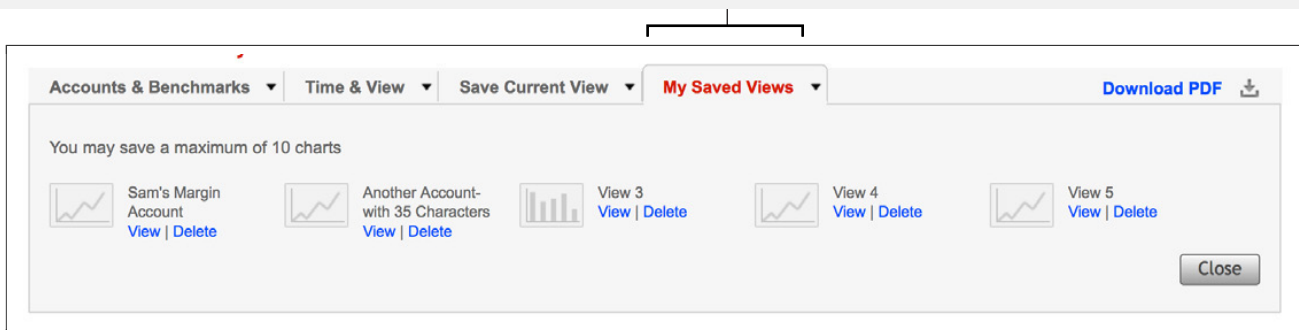 Accounts & Benchmarks Time & View Save Current View My Saved Views Download PDF
You may save a maximum of 10 charts
Sam's Margin
Account
View | Delete
Another Account-
with 35 Characters
View | Delete
View 3
View | Delete
View 4
View | Delete
View 5
View | Delete
Close